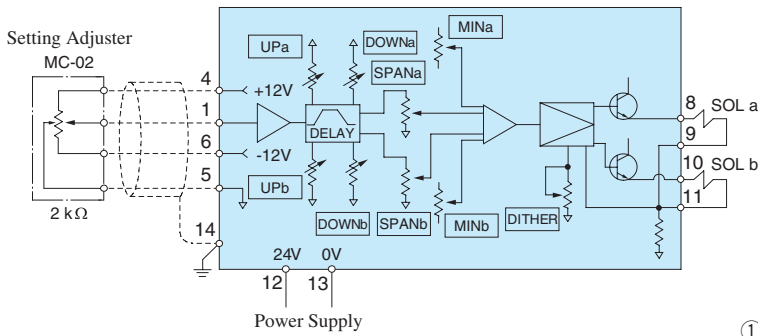 Setting Adjuster
MC-02
2 kΩ
4
1
6
5
14
+12V
-12V
UPa
DOWNa
SPANa
MINa
DELAY
UPb
DOWNb
SPANb
MINb
DITHER
8 SOL a
9
10 SOL b
11
24V 0V
12 13
Power Supply
①